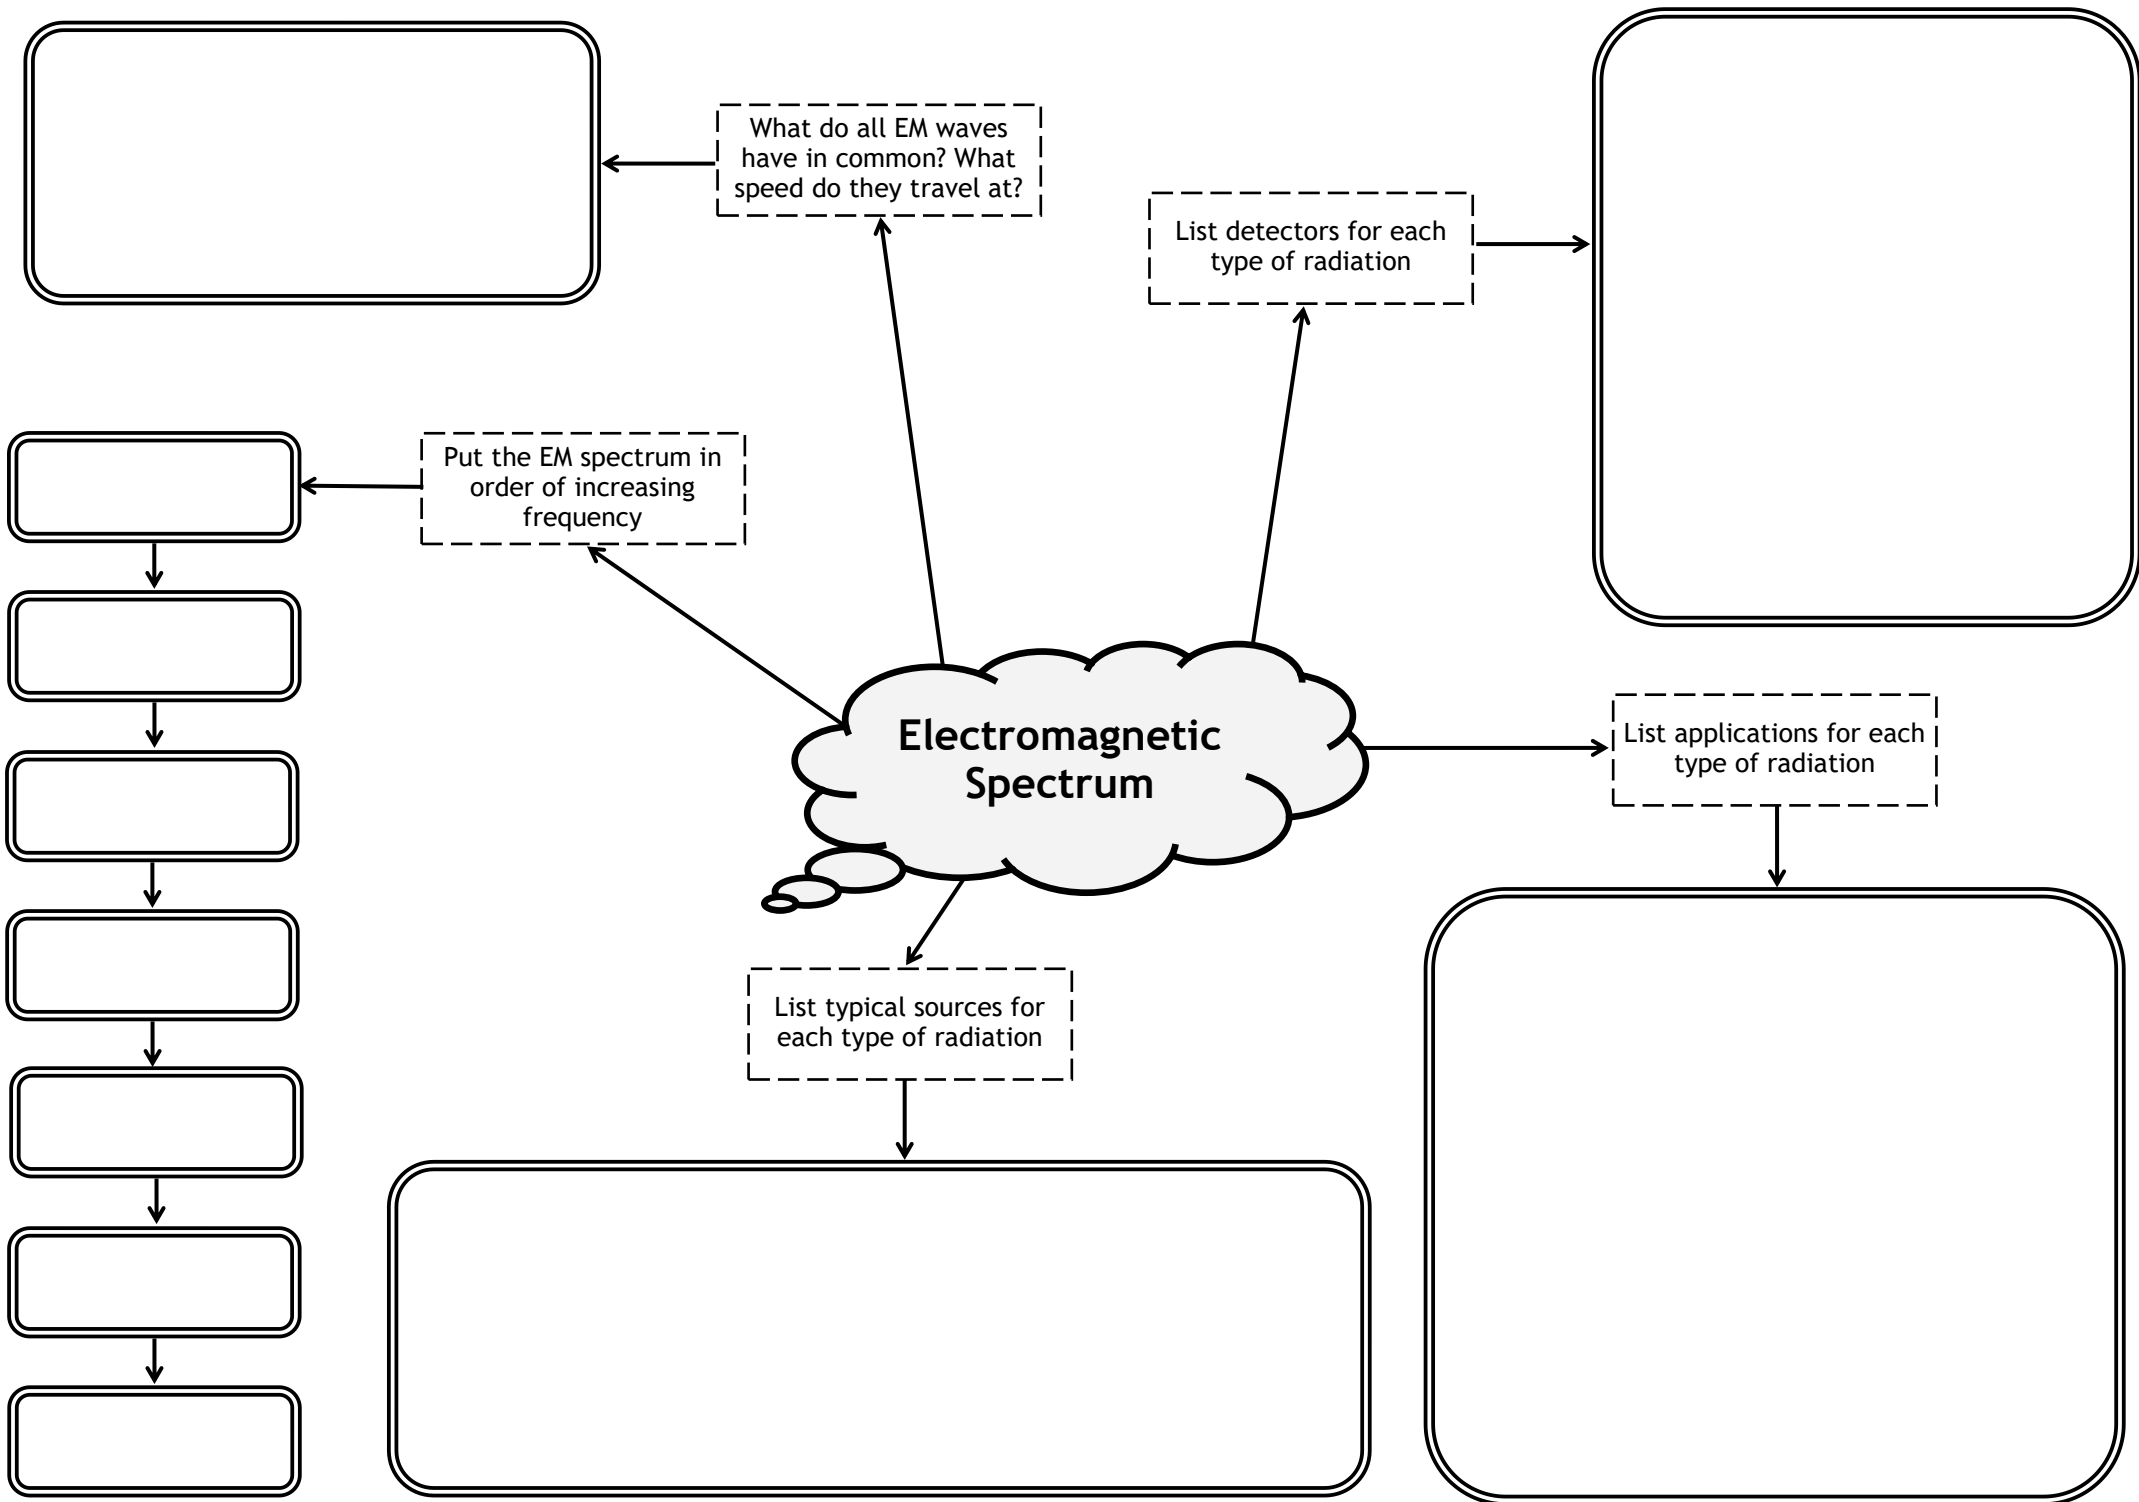 What do all EM waves
have in common? What
speed do they travel at?
List detectors for each
type of radiation
Put the EM spectrum in
order of increasing
frequency
Electromagnetic
Spectrum
List applications for each
type of radiation
List typical sources for
each type of radiation